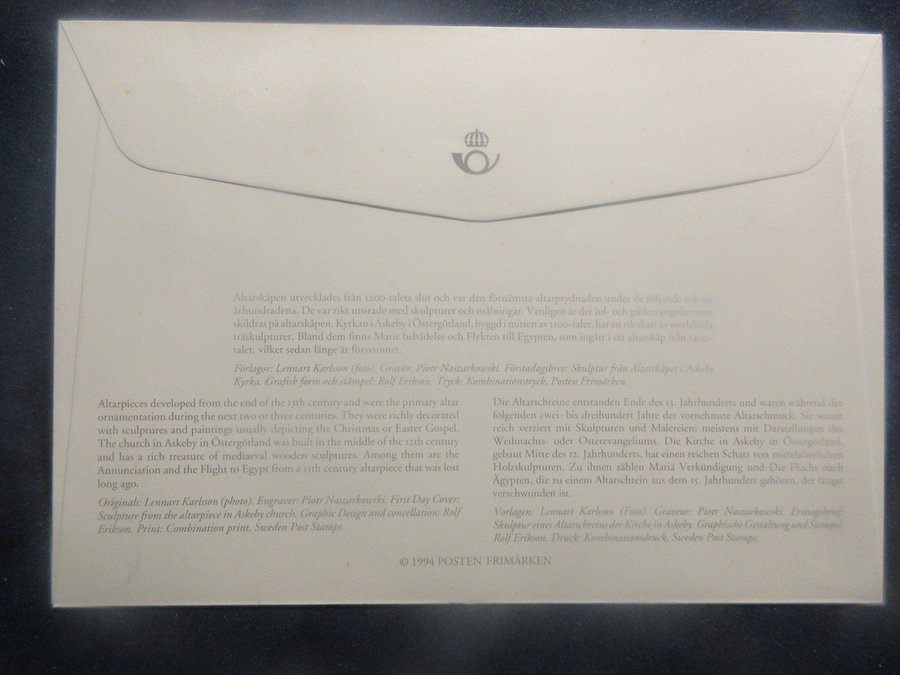 Altarskåpen utvecklades från 1200-talets slut och var den förnämsta altarprydnaden under de följande två-tre
århundradena. De var rikt utsirade med skulpturer och målningar. Vanligen är det jul- och påskevangeliet som
skildras på altarskåpen. Kyrkan i Askeby i Östergötland, byggd i mitten av 1100-talet, har en rik skatt av medeltida
träskulpturer. Bland dem finns Marie bebådelse och Flykten till Egypten, som ingått i ett altarskåp från 1400-
talet, vilket sedan länge är försvunnet.
Förlagor: Lennart Karlsson (foto). Gravör: Piotr Naszarkowski. Förstadagsbrev: Skulptur från Altarskåpet i Askeby
Kyrka. Grafisk form och stämpel: Rolf Erikson. Tryck: Kombinationstryck, Posten Frimärken.
Altarpieces developed from the end of the 13th century and were the primary altar
ornamentation during the next two or three centuries. They were richly decorated
with sculptures and paintings usually depicting the Christmas or Easter Gospel.
The church in Askeby in Östergötland was built in the middle of the 12th century
and has a rich treasure of mediaeval wooden sculptures. Among them are the
Annunciation and the Flight to Egypt from a 15th century altarpiece that was lost
long ago.
Originals: Lennart Karlsson (photo). Engraver: Piotr Naszarkowski. First Day Cover:
Sculpture from the altarpiece in Askeby church. Graphic Design and concellation: Rolf
Erikson. Print: Combination print, Sweden Post Stamps.
Die Altarschreine entstanden Ende des 13. Jahrhunderts und waren während der
folgenden zwei- bis dreihundert Jahre der vornehmste Altarschmuck. Sie waren
reich verziert mit Skulpturen und Malereien; meistens mit Darstellungen des
Weihnachts- oder Osterevangeliums. Die Kirche in Askeby in Östergötland,
gebaut Mitte des 12. Jahrhunderts, hat einen reichen Schatz von mittelalterlichen
Holzskulpturen. Zu ihnen zählen Mariä Verkündigung und Die Flucht nach
Ägypten, die zu einem Altarschrein aus dem 15. Jahrhundert gehören, der längst
verschwunden ist.
Vorlagen: Lennart Karlsson (Foto). Graveur: Piotr Naszarkowski. Ersttagsbrief:
Skulptur eines Altarschreins der Kirche in Askeby. Graphische Gestaltung und Stempel:
Rolf Erikson. Druck: Kombinationsdruck, Sweden Post Stamps.
© 1994 POSTEN FRIMÄRKEN